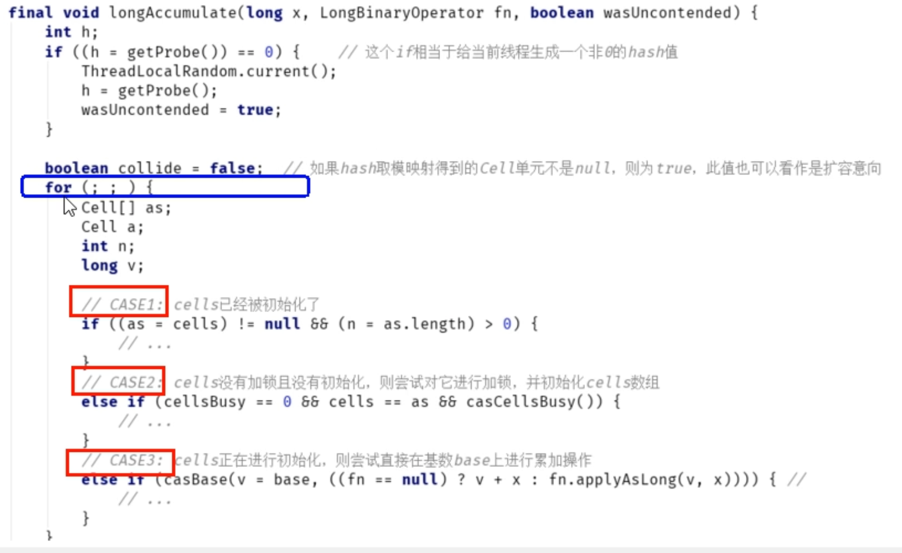 final void longAccumulate(long x, LongBinaryOperator fn, boolean wasUncontended) {
int h;
if ((h = getProbe()) == 0) { // 这个if相当于给当前线程生成一个非0的hash值
ThreadLocalRandom.current();
h = getProbe();
wasUncontended = true;
}
boolean collide = false; // 如果hash取模映射得到的Cell单元不是null，则为true，此值也可以看作是扩容意向
for (; ; ) {
Cell[] as;
Cell a;
int n;
long v;
// CASE1: cells已经被初始化了
if ((as = cells) != null && (n = as.length) > 0) {
// ...
}
// CASE2: cells没有加锁且没有初始化，则尝试对它进行加锁，并初始化cells数组
else if (cellsBusy == 0 && cells == as && casCellsBusy()) {
// ...
}
// CASE3: cells正在进行初始化，则尝试直接在基数base上进行累加操作
else if (casBase(v = base, ((fn == null) ? v + x : fn.applyAsLong(v, x)))) { //
// ...
}
}